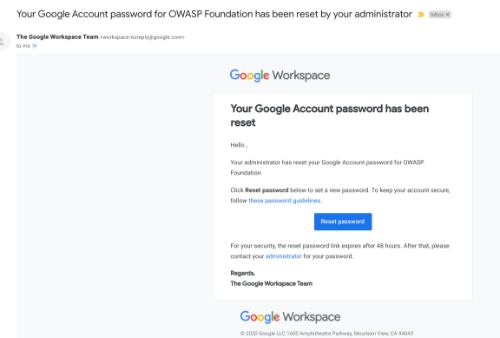 Your Google Account password for OWASP Foundation has been reset by your administrator Inbox x
The Google Workspace Team <workspace-noreply@google.com>
to me
Google Workspace
Your Google Account password has been
reset
Hello ,
Your administrator has reset your Google Account password for OWASP
Foundation.
Click Reset password below to set a new password. To keep your account secure,
follow these password guidelines.
Reset password
For your security, the reset password link expires after 48 hours. After that, please
contact your administrator for your password.
Regards,
The Google Workspace Team
Google Workspace
© 2020 Google LLC 1600 Amphitheatre Parkway, Mountain View, CA 94043